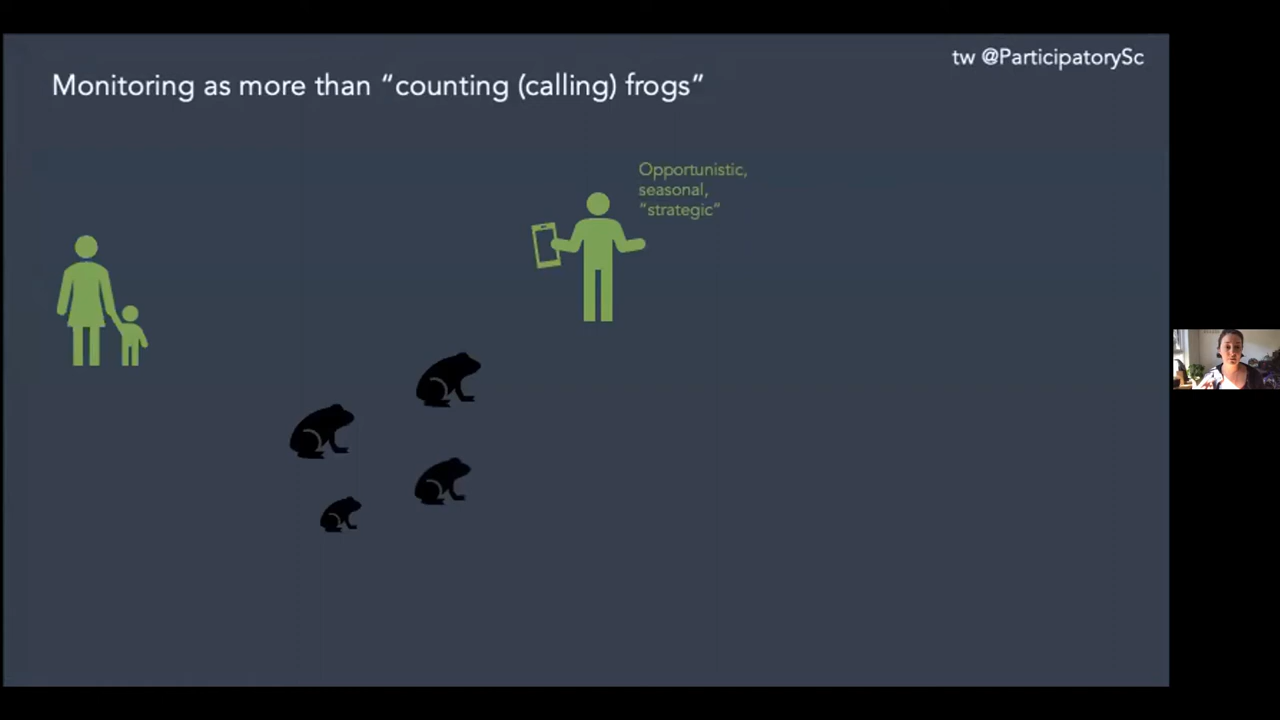 tw @ParticipatorySc
Monitoring as more than “counting (calling) frogs”
Opportunistic,
seasonal,
“strategic”